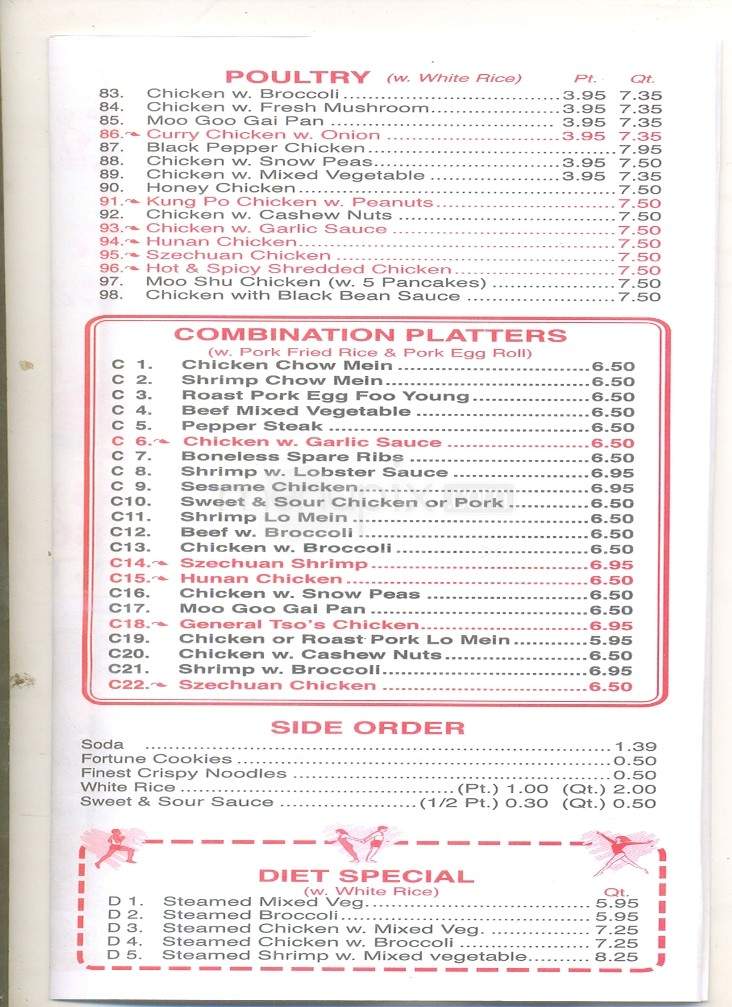 POULTRY (w. White Rice) Pt. Qt.
83. Chicken w. Broccoli 3.95 7.35
84. Chicken w. Fresh Mushroom 3.95 7.35
85. Moo Goo Gai Pan 3.95 7.35
86. Curry Chicken w. Onion 3.95 7.35
87. Black Pepper Chicken 7.95
88. Chicken w. Snow Peas 3.95 7.50
89. Chicken w. Mixed Vegetable 3.95 7.35
90. Honey Chicken 7.50
91. Kung Po Chicken w. Peanuts 7.50
92. Chicken w. Cashew Nuts 7.50
93. Chicken w. Garlic Sauce 7.50
94. Hunan Chicken 7.50
95. Szechuan Chicken 7.50
96. Hot & Spicy Shredded Chicken 7.50
97. Moo Shu Chicken (w. 5 Pancakes) 7.50
98. Chicken with Black Bean Sauce 7.50
COMBINATION PLATTERS
(w. Pork Fried Rice & Pork Egg Roll)
C 1. Chicken Chow Mein 6.50
C 2. Shrimp Chow Mein 6.50
C 3. Roast Pork Egg Foo Young 6.50
C 4. Beef Mixed Vegetable 6.50
C 5. Pepper Steak 6.50
C 6. Chicken w. Garlic Sauce 6.50
C 7. Boneless Spare Ribs 6.50
C 8. Shrimp w. Lobster Sauce 6.95
C 9. Sesame Chicken 6.95
C10. Sweet & Sour Chicken or Pork 6.50
C11. Shrimp Lo Mein 6.50
C12. Beef w. Broccoli 6.50
C13. Chicken w. Broccoli 6.50
C14. Szechuan Shrimp 6.95
C15. Hunan Chicken 6.50
C16. Chicken w. Snow Peas 6.50
C17. Moo Goo Gai Pan 6.50
C18. General Tso's Chicken 6.95
C19. Chicken or Roast Pork Lo Mein 5.95
C20. Chicken w. Cashew Nuts 6.50
C21. Shrimp w. Broccoli 6.95
C22. Szechuan Chicken 6.50
SIDE ORDER
Soda 1.39
Fortune Cookies 0.50
Finest Crispy Noodles 0.50
White Rice (Pt.) 1.00 (Qt.) 2.00
Sweet & Sour Sauce (1/2 Pt.) 0.30 (Qt.) 0.50
DIET SPECIAL
(w. White Rice) Qt.
D 1. Steamed Mixed Veg. 5.95
D 2. Steamed Broccoli 5.95
D 3. Steamed Chicken w. Mixed Veg. 7.25
D 4. Steamed Chicken w. Broccoli 7.25
D 5. Steamed Shrimp w. Mixed vegetable 8.25